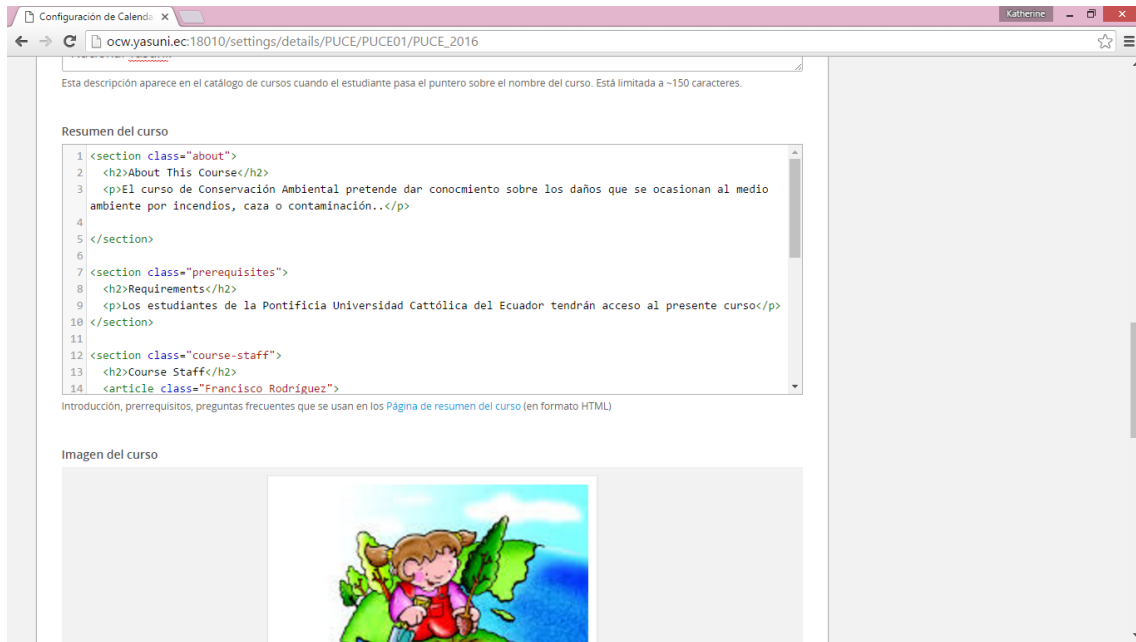 Configuración de Calenda
Katherine
ocw.yasuni.ec:18010/settings/details/PUCE/PUCE01/PUCE_2016
Esta descripción aparece en el catálogo de cursos cuando el estudiante pasa el puntero sobre el nombre del curso. Está limitada a ~150 caracteres.
Resumen del curso
1 <section class="about">
2 <h2>About This Course</h2>
3 <p>El curso de Conservación Ambiental pretende dar conocmiento sobre los daños que se ocasionan al medio
ambiente por incendios, caza o contaminación..</p>
4
5 </section>
6
7 <section class="prerequisites">
8 <h2>Requirements</h2>
9 <p>Los estudiantes de la Pontificia Universidad Cattólica del Ecuador tendrán acceso al presente curso</p>
10 </section>
11
12 <section class="course-staff">
13 <h2>Course Staff</h2>
14 <article class="Francisco Rodríguez">
Introducción, prerrequisitos, preguntas frecuentes que se usan en los Página de resumen del curso (en formato HTML)
Imagen del curso